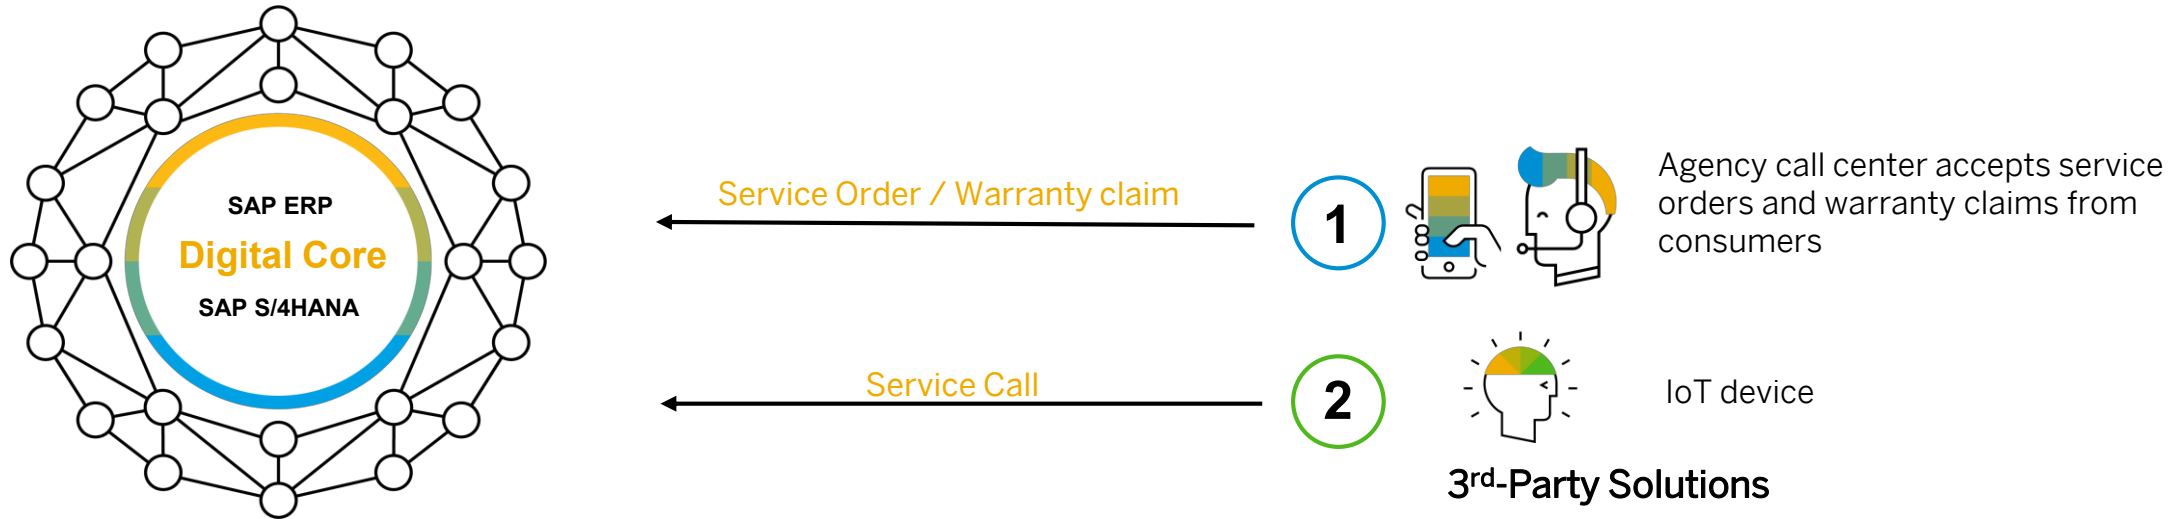 SAP ERP
Digital Core
SAP S/4HANA
Service Order / Warranty claim
1
Agency call center accepts service
orders and warranty claims from
consumers
Service Call
2
IoT device
3rd-Party Solutions